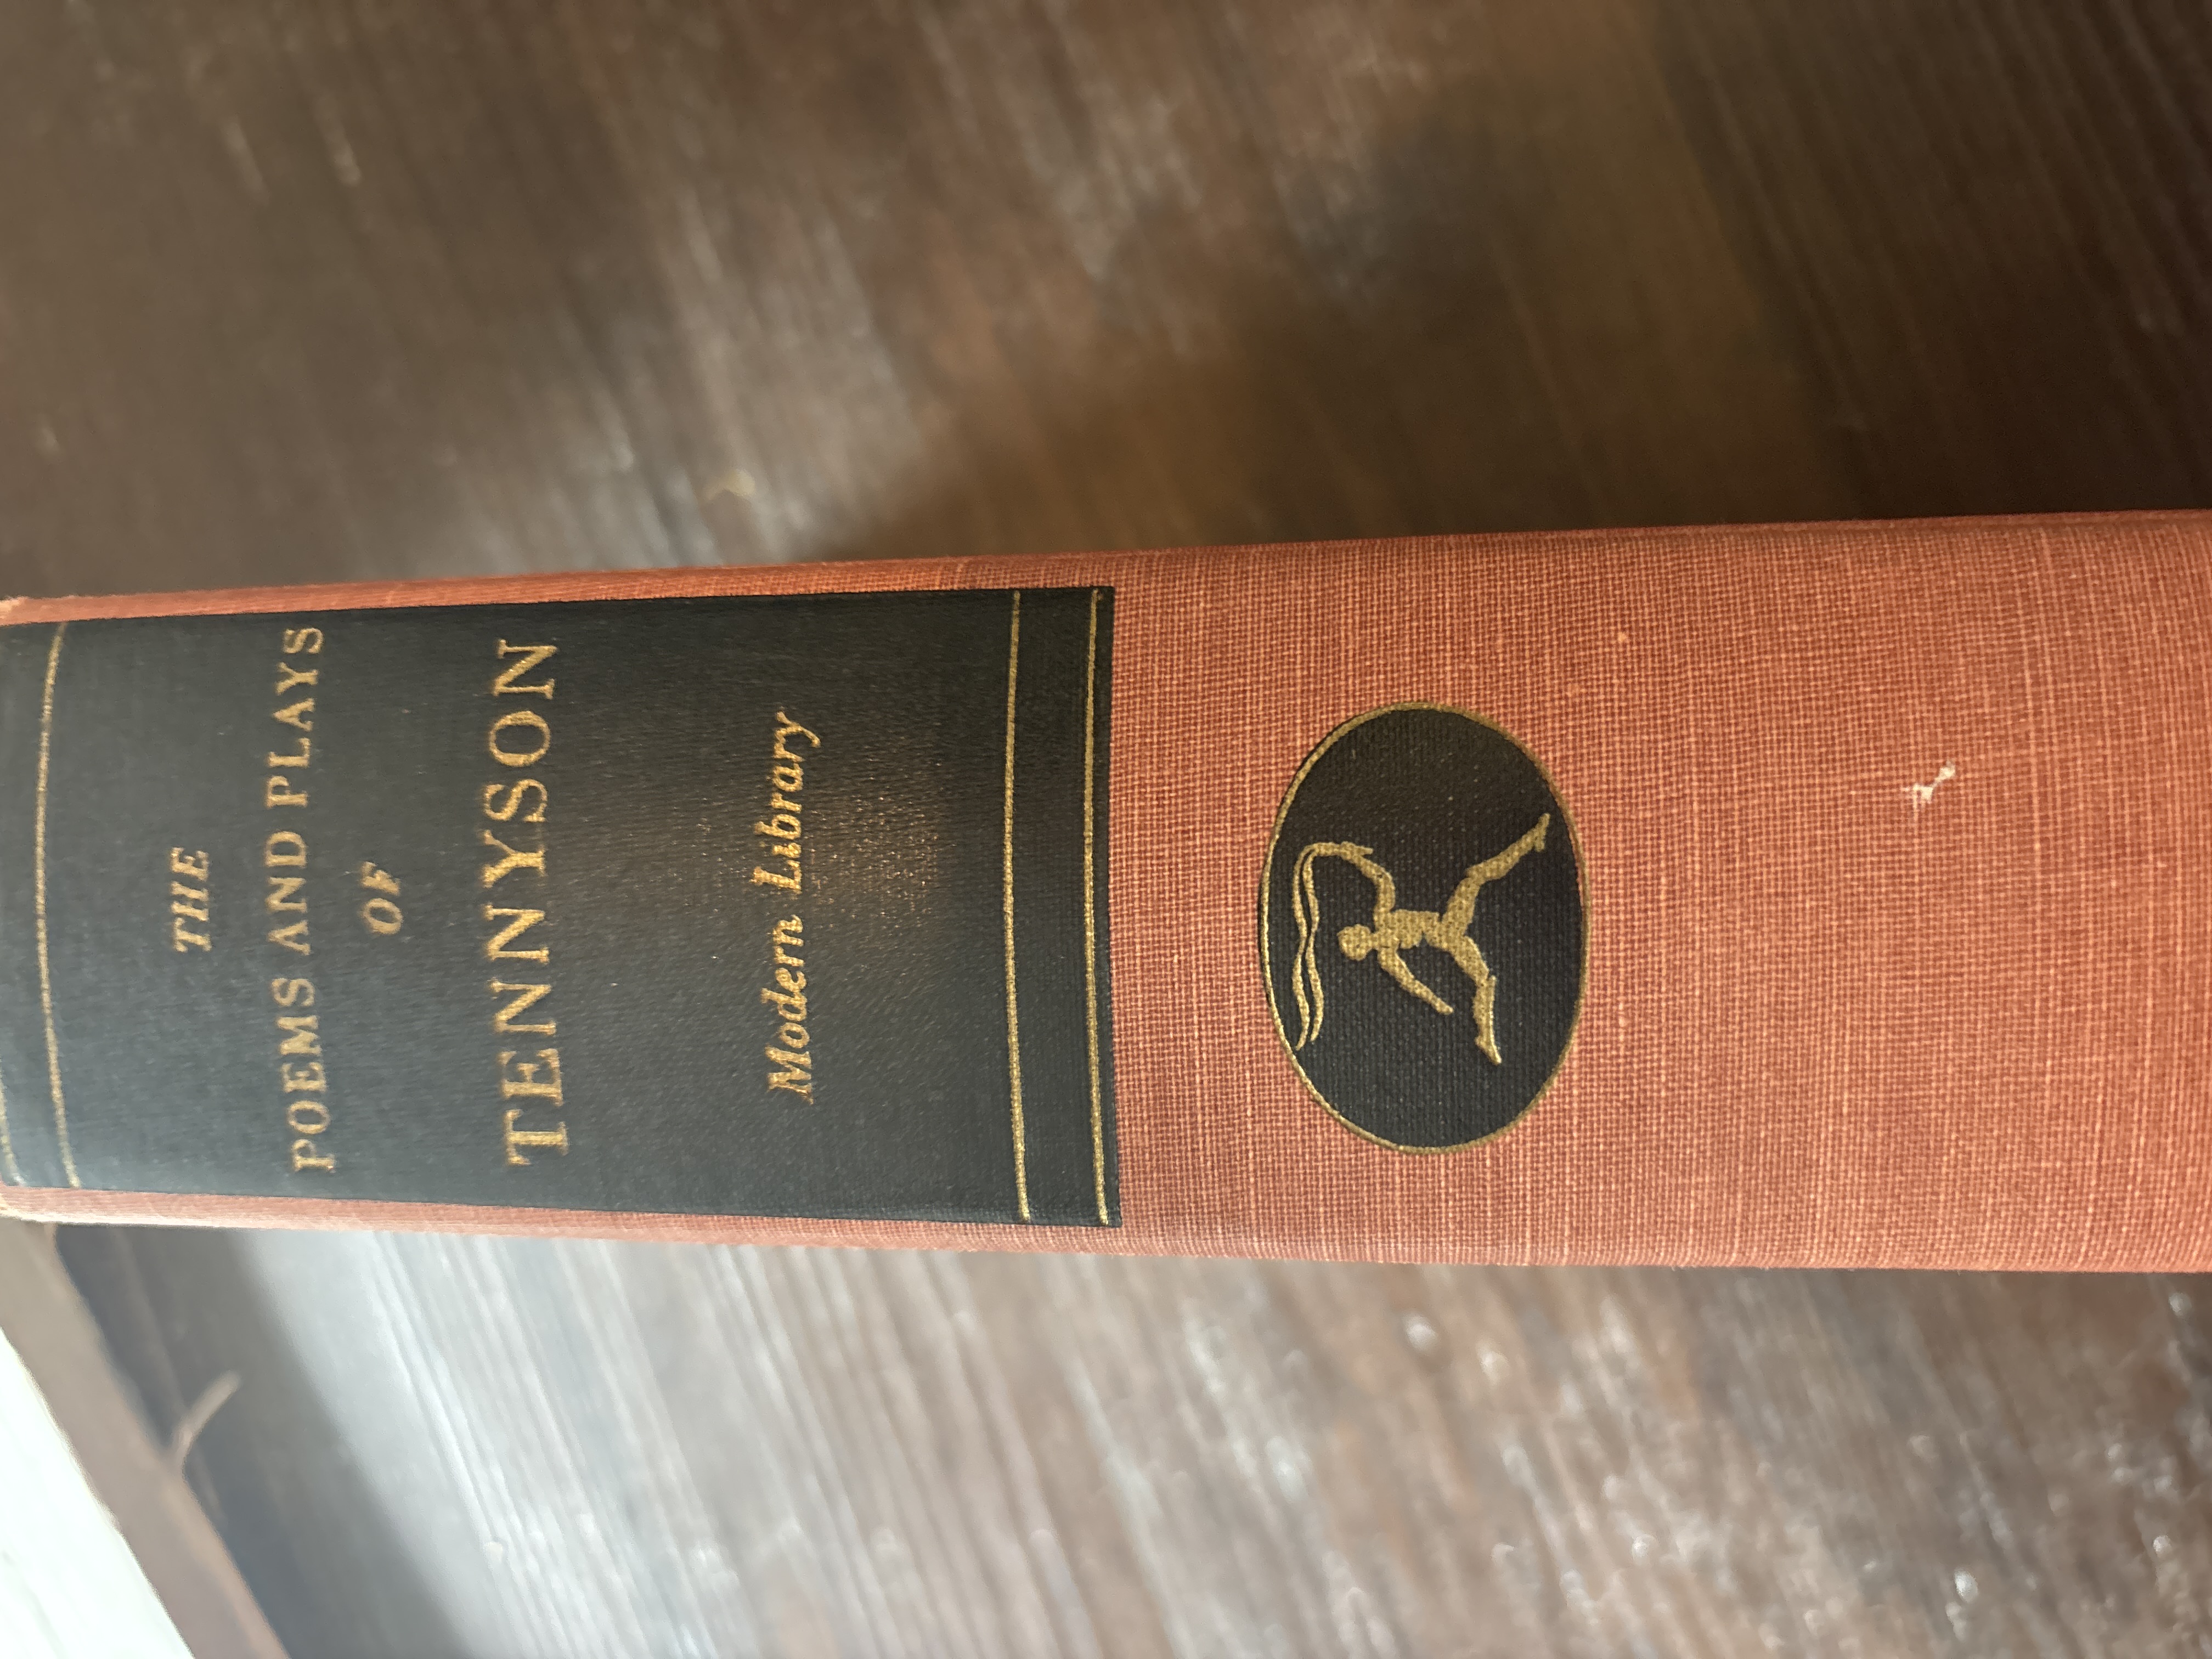 THE
POEMS AND PLAYS
OF
TENNYSON
Modern Library